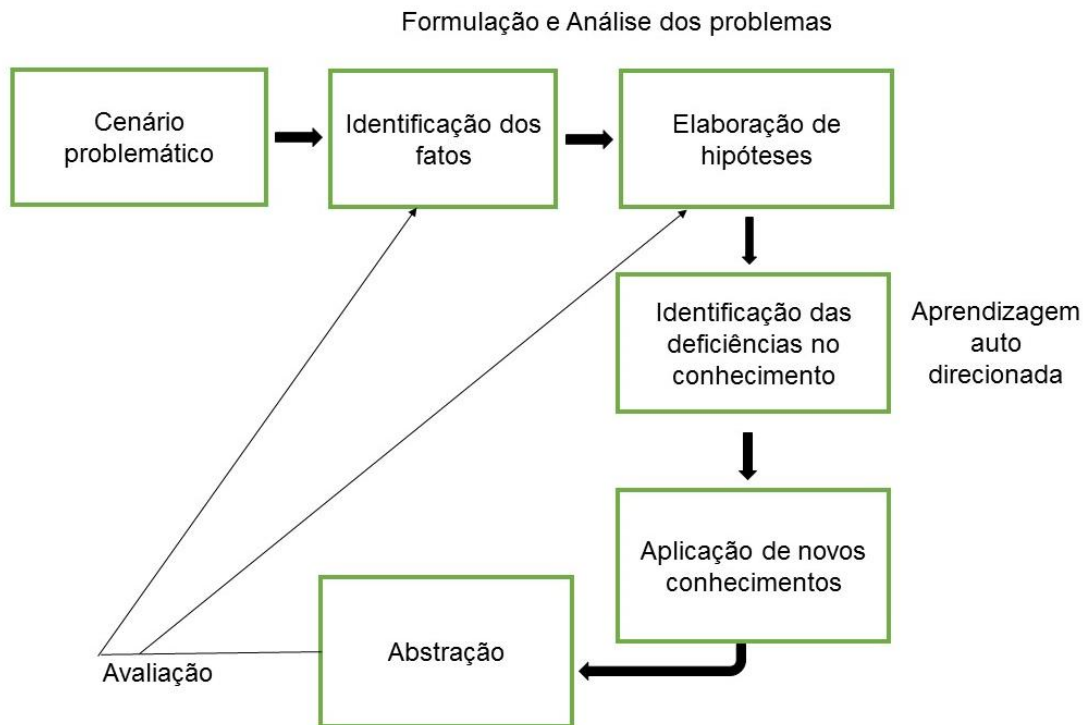 Formulação e Análise dos problemas
Cenário
problemático
Identificação dos
fatos
Elaboração de
hipóteses
Identificação das
deficiências no
conhecimento
Aprendizagem
auto
direcionada
Aplicação de novos
conhecimentos
Abstração
Avaliação